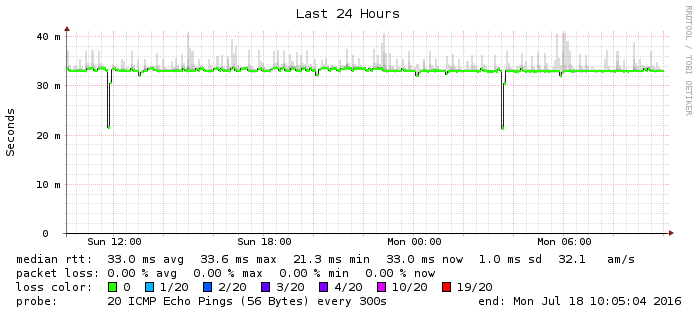 Last 24 Hours
RRDTOOL / TOBI OETIKER
Seconds
40 m
30 m
20 m
10 m
0
Sun 12:00 Sun 18:00 Mon 00:00 Mon 06:00
median rtt: 33.0 ms avg 33.6 ms max 21.3 ms min 33.0 ms now 1.0 ms sd 32.1 am/s
packet loss: 0.00 % avg 0.00 % max 0.00 % min 0.00 % now
loss color: 0 1/20 2/20 3/20 4/20 10/20 19/20
probe: 20 ICMP Echo Pings (56 Bytes) every 300s end: Mon Jul 18 10:05:04 2016